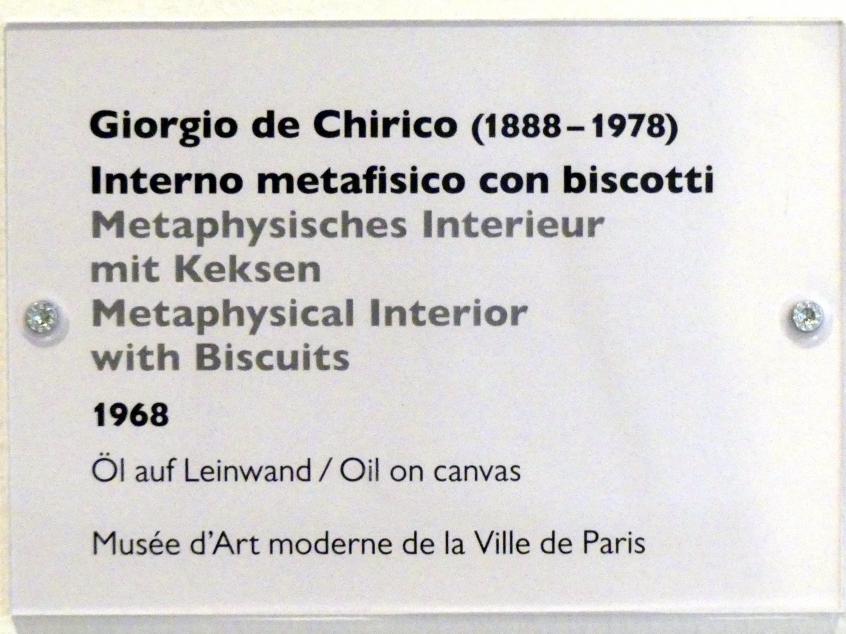 Giorgio de Chirico (1888–1978)
Interno metafisico con biscotti
Metaphysisches Interieur
mit Keksen
Metaphysical Interior
with Biscuits
1968
Öl auf Leinwand / Oil on canvas
Musée d'Art moderne de la Ville de Paris